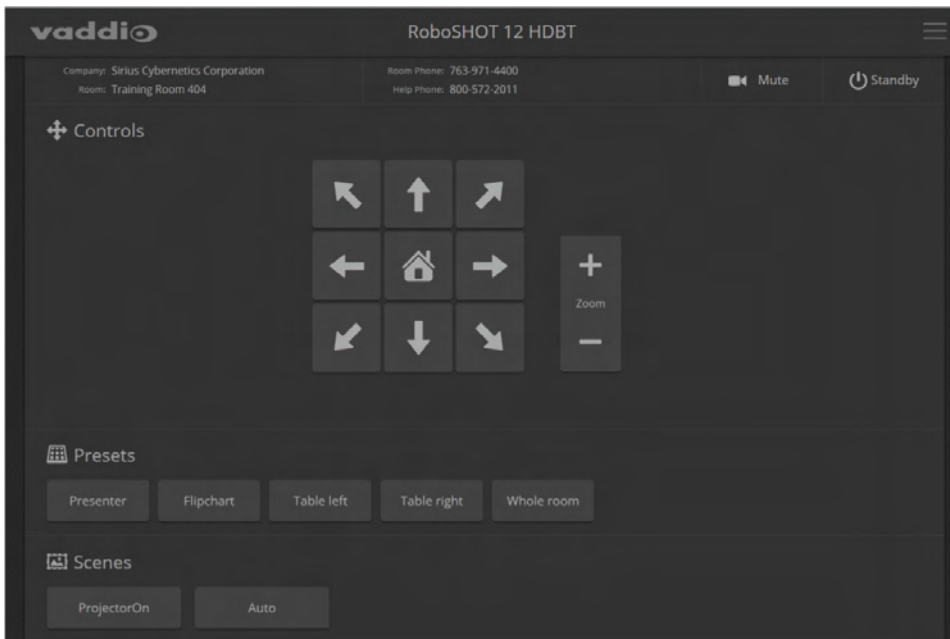 vaddio
RoboSHOT 12 HDBT
Company: Sirius Cybernetics Corporation
Room: Training Room 404
Room Phone: 763-971-4400
Help Phone: 800-572-2011
Mute
Standby
Controls
Zoom
Presets
Presenter Flipchart Table left Table right Whole room
Scenes
ProjectorOn Auto